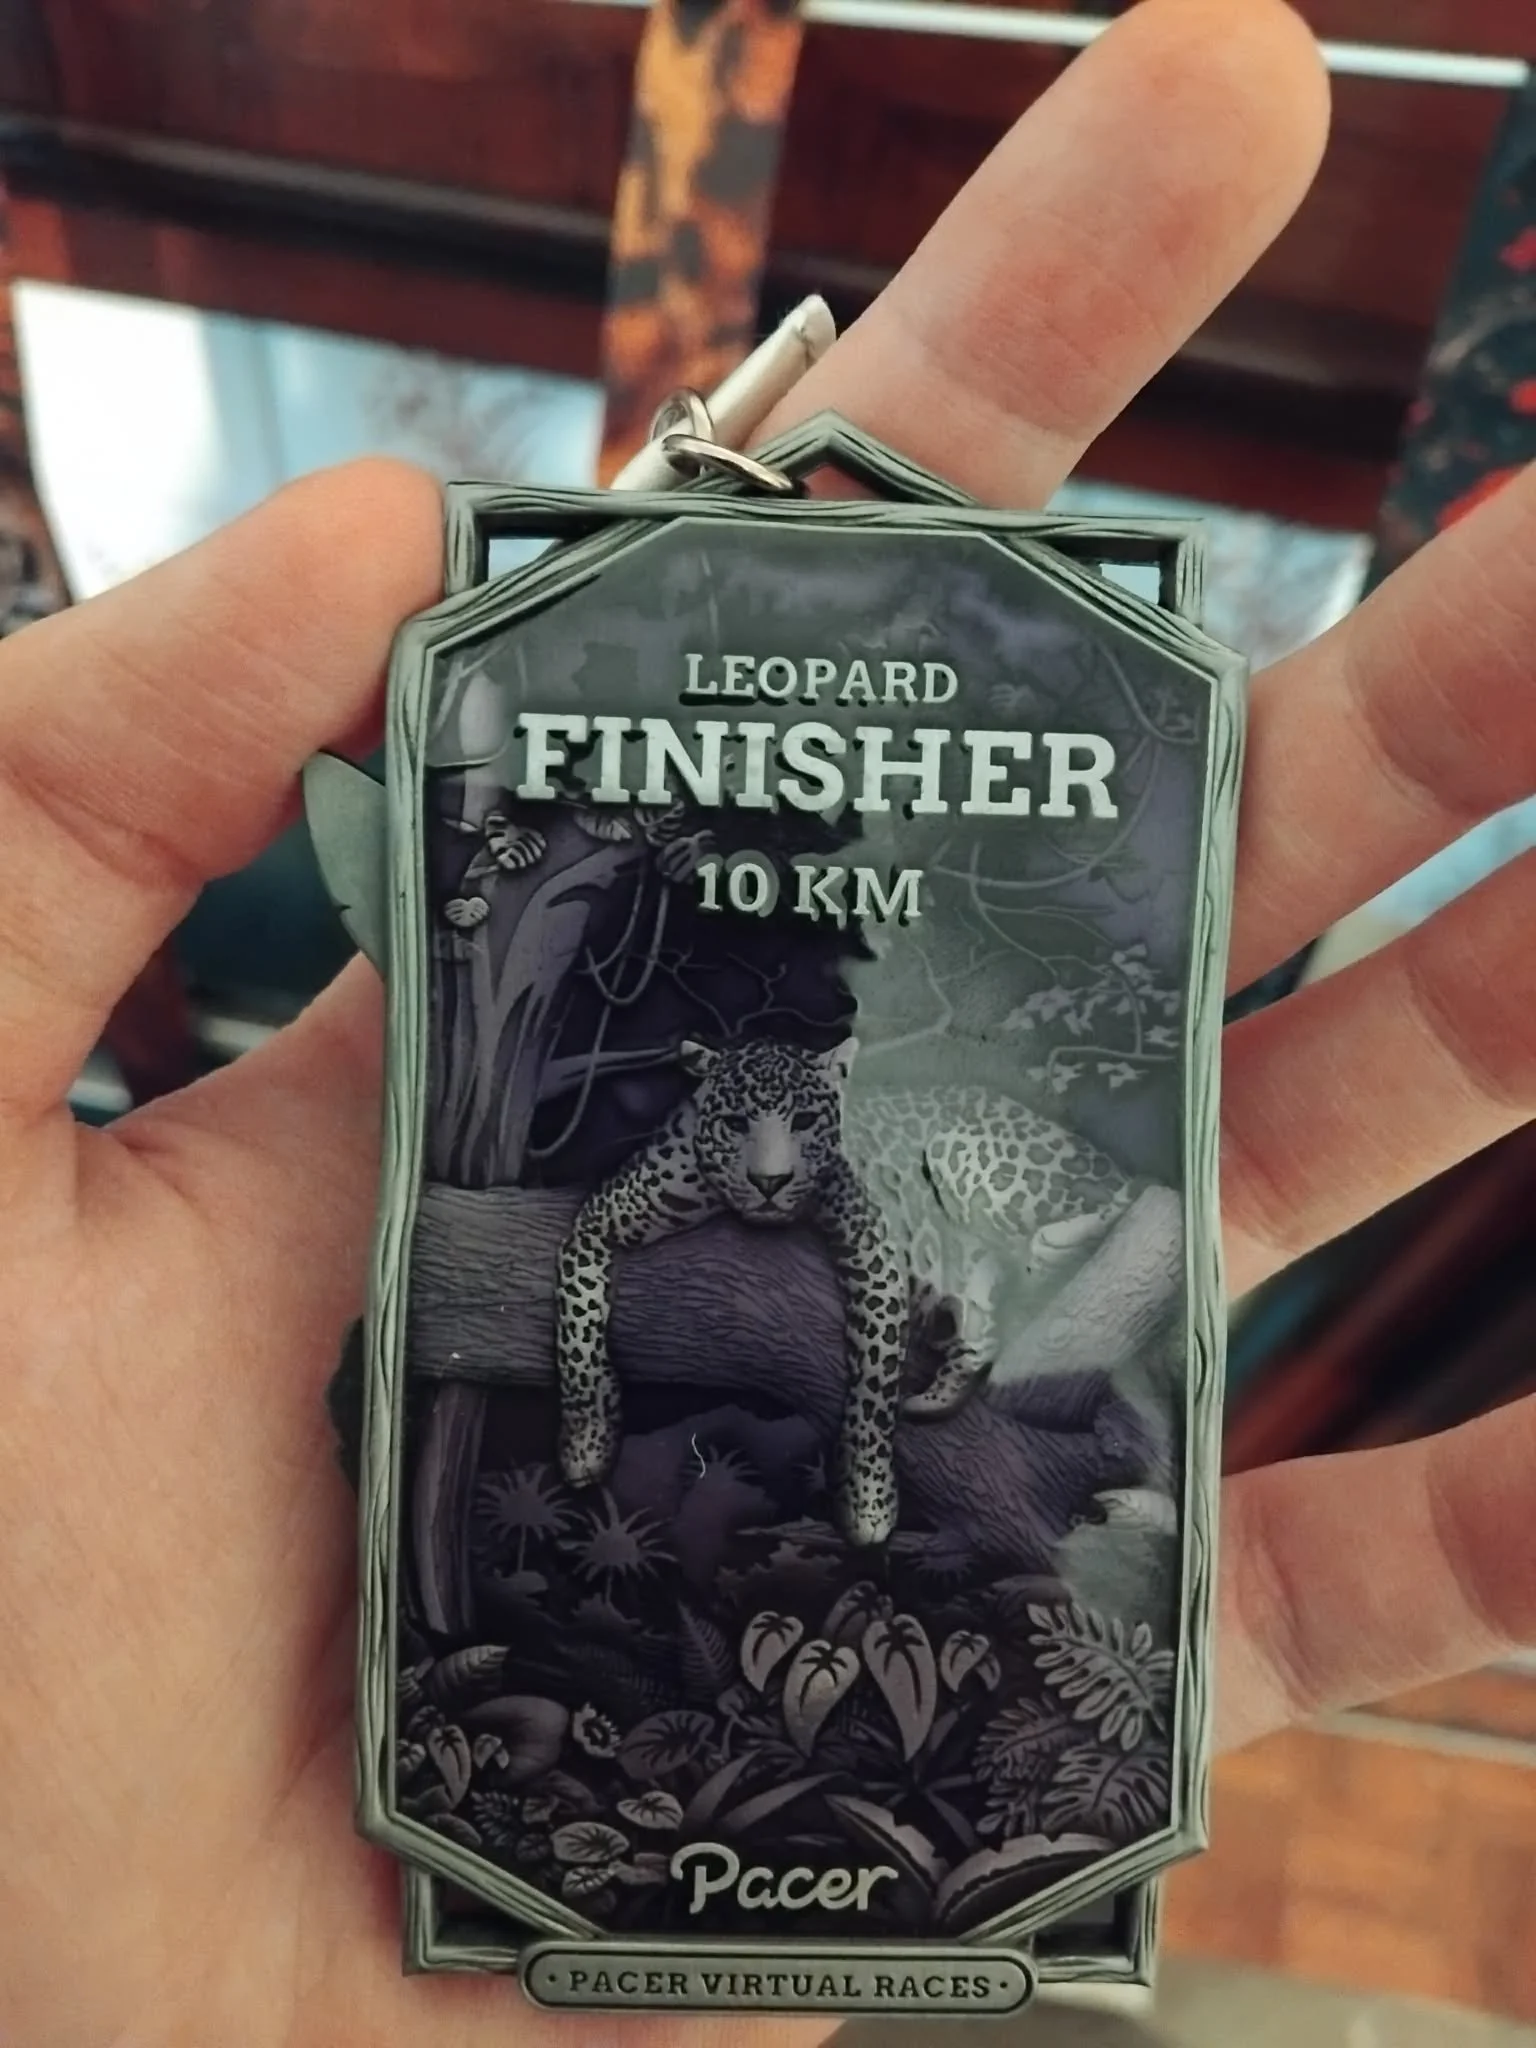 LEOPARD
FINISHER
10 KM
Pacer
· PACER VIRTUAL RACES ·